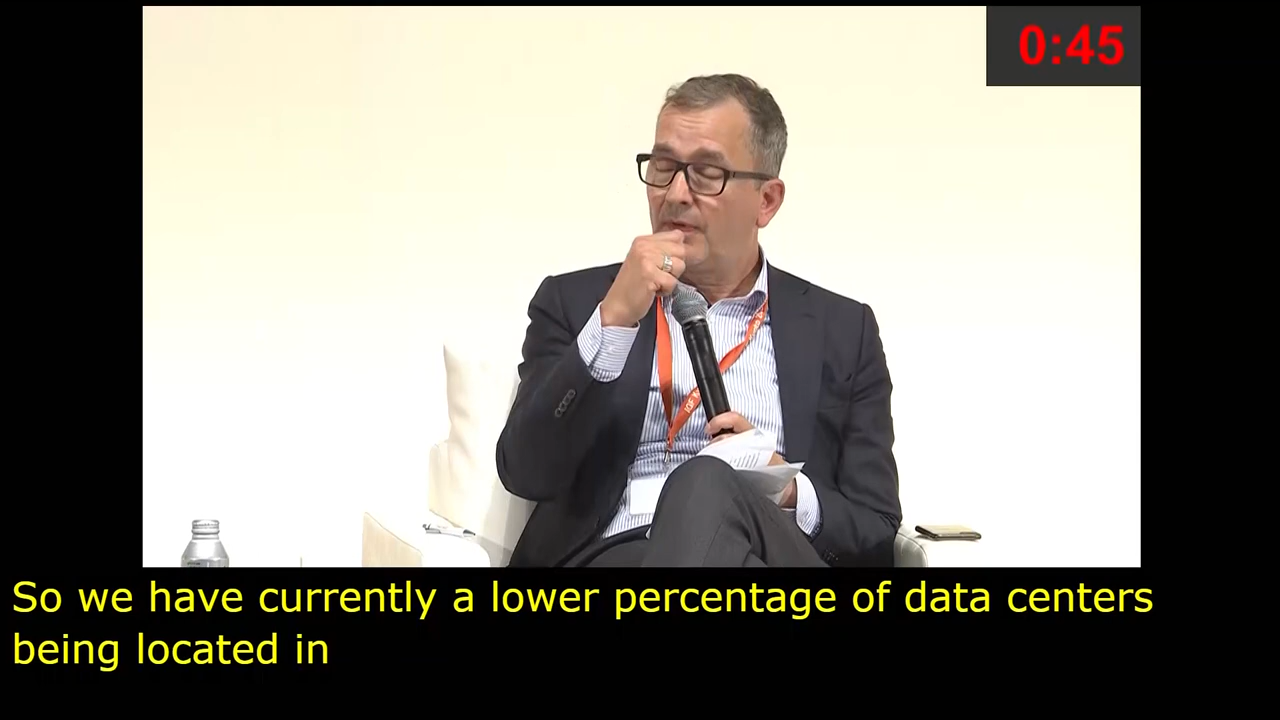 0:45
So we have currently a lower percentage of data centers
being located in